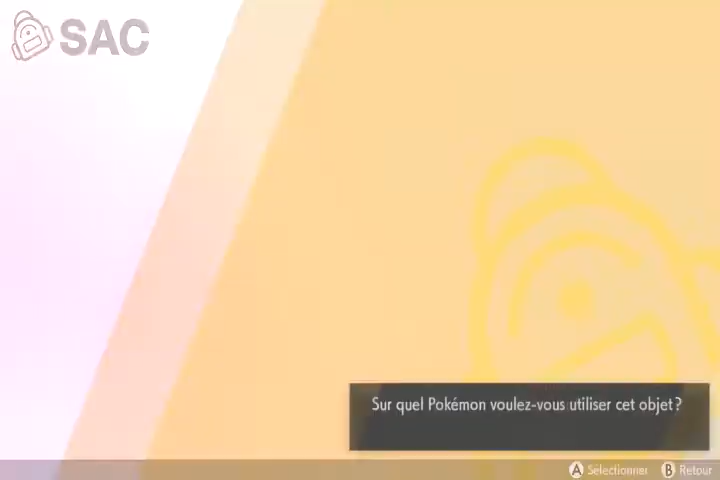 SAC
Sur quel Pokémon voulez-vous utiliser cet objet ?
A Sélectionner B Retour